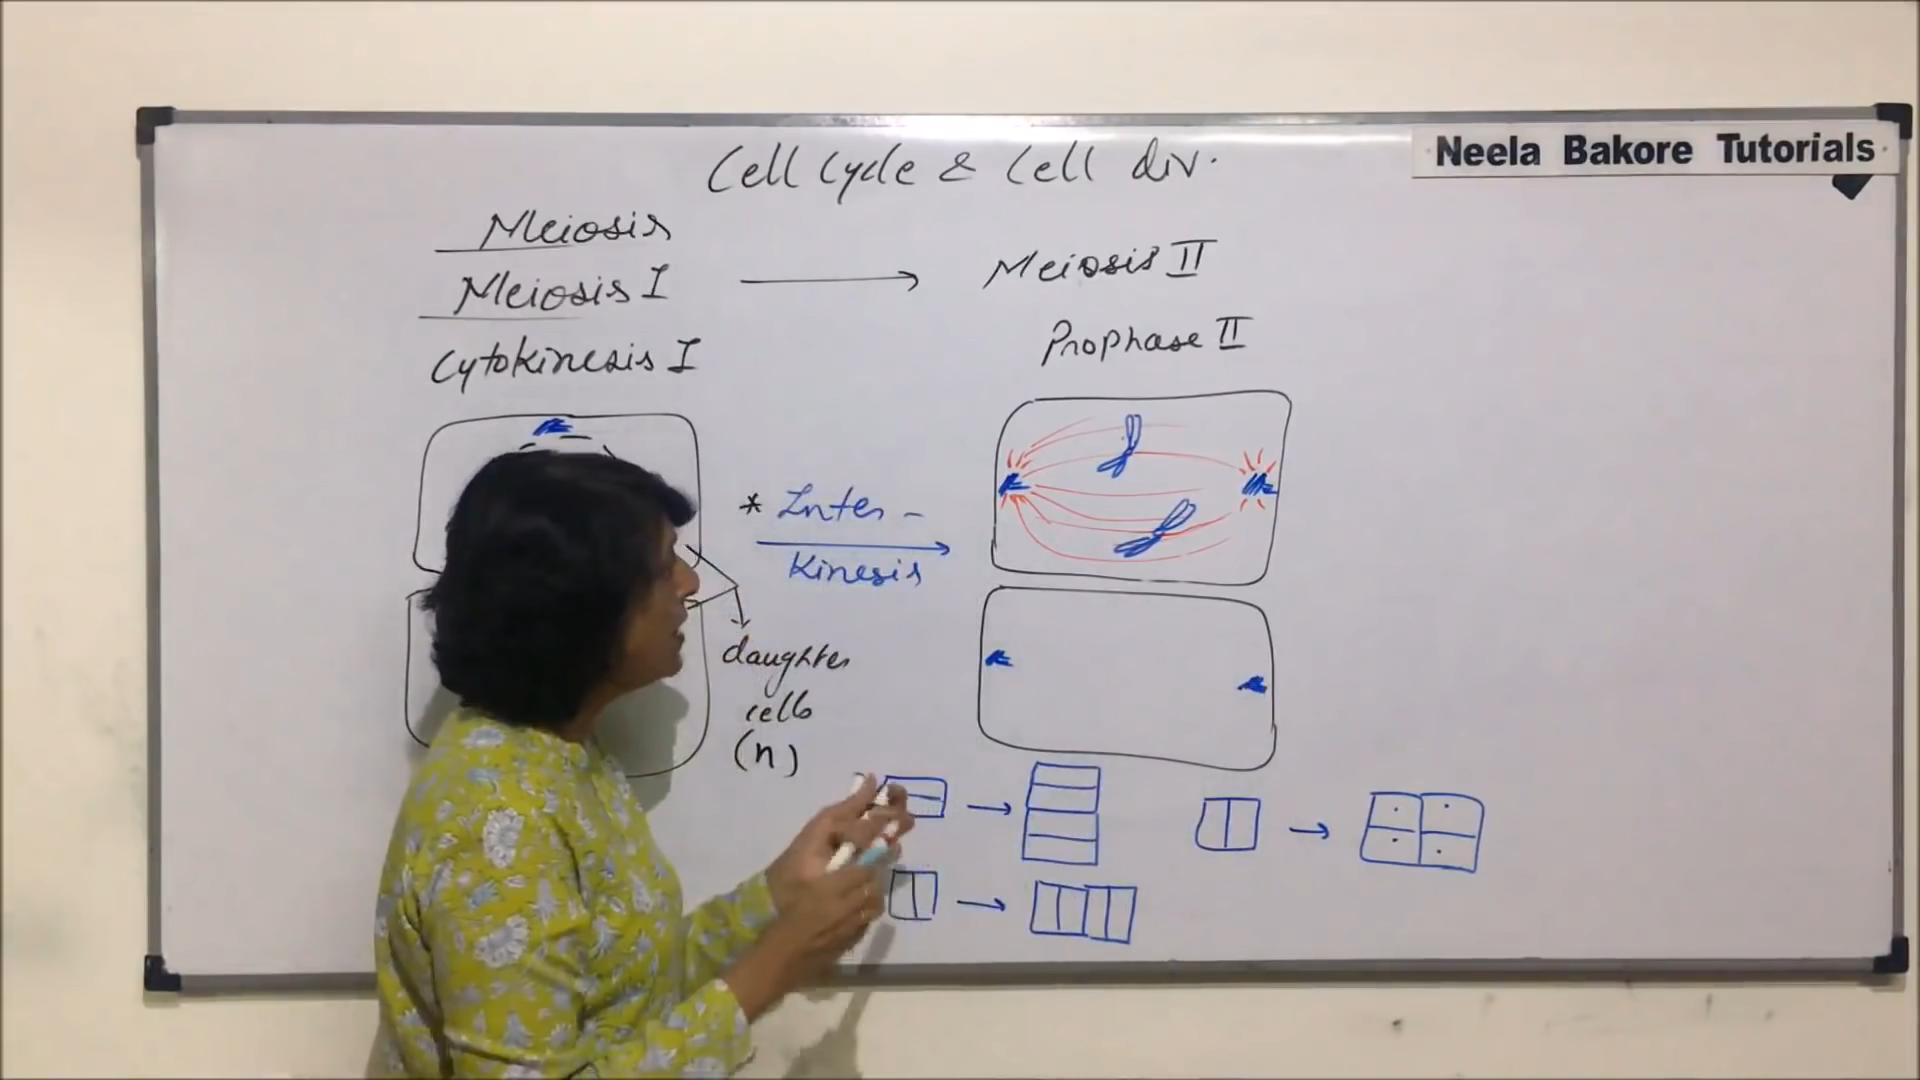 Neela Bakore Tutorials
Cell Cycle & Cell div.
Meiosis
Meiosis I → Meiosis II
Cytokinesis I
Prophase II
* Inter -
Kinesis
daughter
cells
(n)